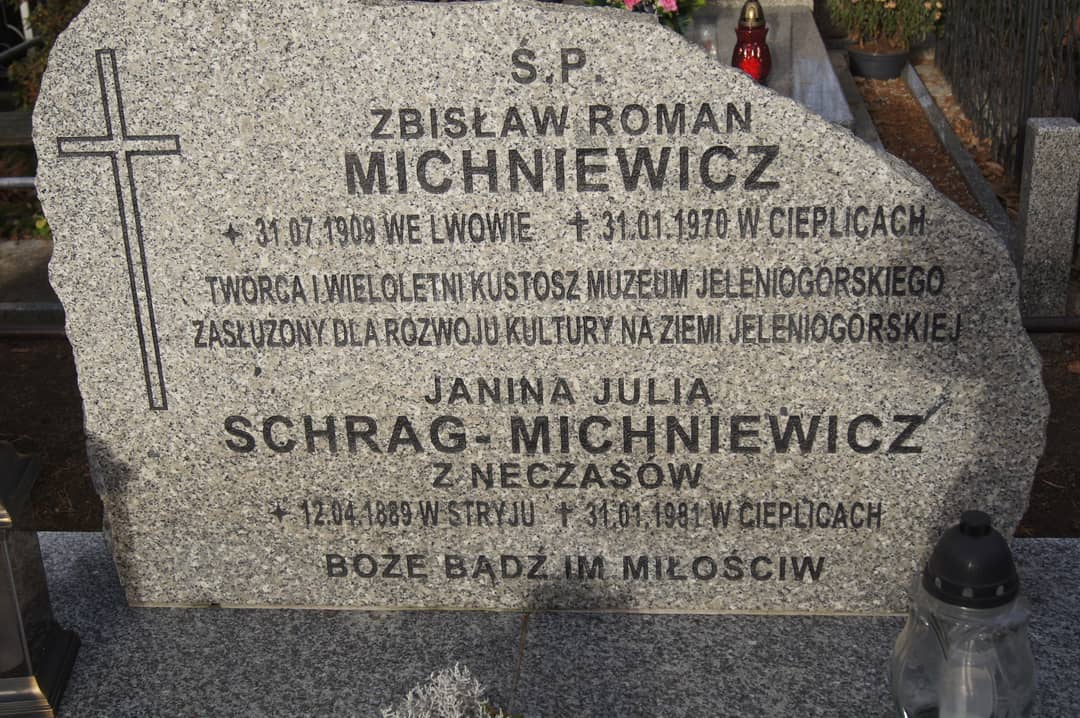 Ś.P.
ZBISŁAW ROMAN
MICHNIEWICZ
31.07.1909 WE LWOWIE 31.01.1970 W CIEPLICACH
TWÓRCA I WIELOLETNI KUSTOSZ MUZEUM JELENIOGÓRSKIEGO
ZASŁUŻONY DLA ROZWOJU KULTURY NA ZIEMI JELENIOGÓRSKIEJ
JANINA JULIA
SCHRAG-MICHNIEWICZ
Z NECZASÓW
12.04.1889 W STRYJU 31.01.1981 W CIEPLICACH
BOŻE BĄDŹ IM MIŁOŚCIW